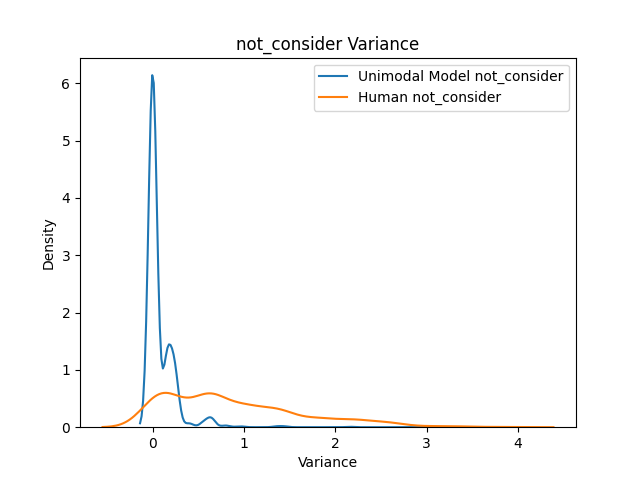 not_consider Variance
Unimodal Model not_consider
Human not_consider
Density
6
5
4
3
2
1
0
0 1 2 3 4
Variance